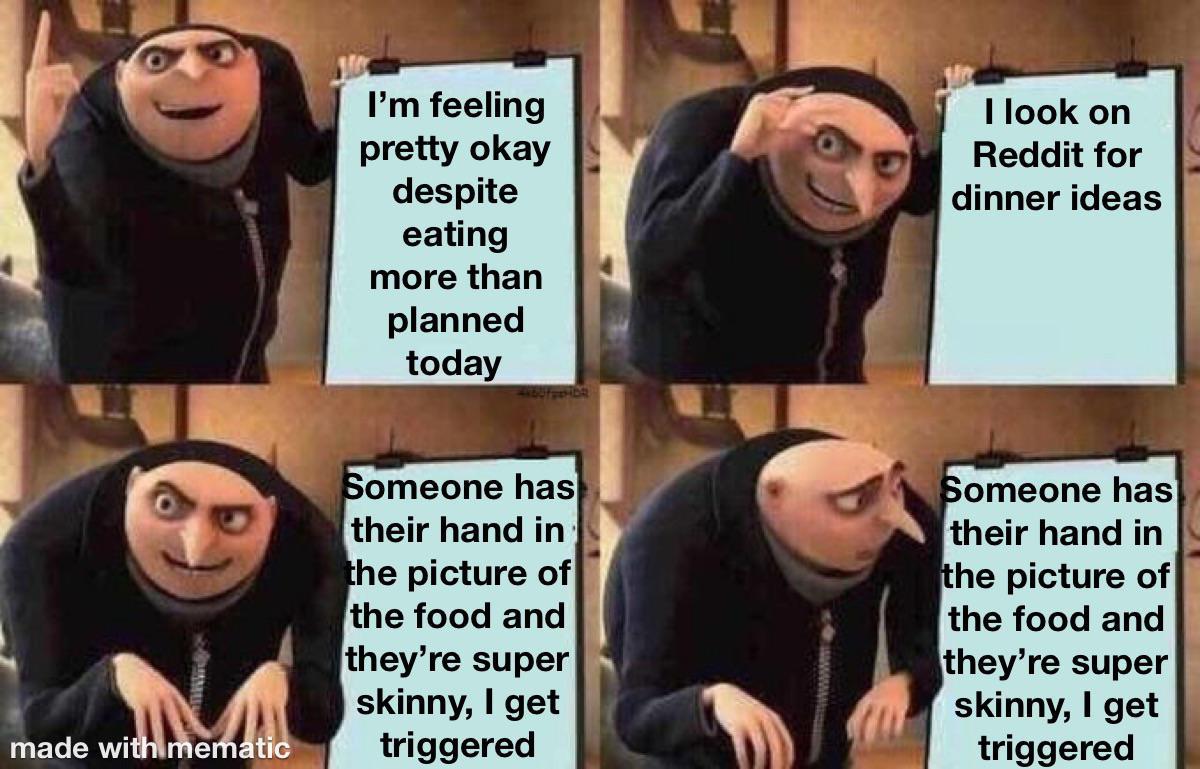 I'm feeling
pretty okay
despite
eating
more than
planned
today
I look on
Reddit for
dinner ideas
Someone has
their hand in
the picture of
the food and
they're super
skinny, I get
triggered
Someone has
their hand in
the picture of
the food and
they're super
skinny, I get
triggered
made with mematic